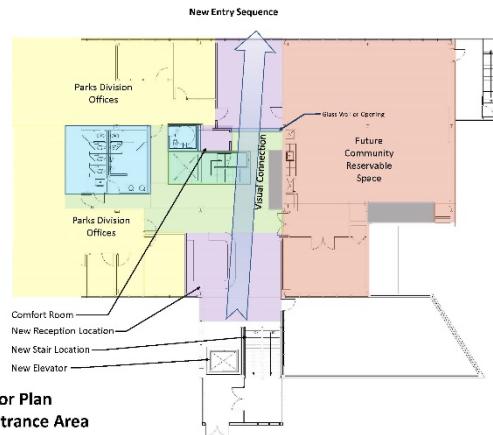 New Entry Sequence
Parks Division
Offices
Glass Wall or Opening
Future
Community
Reservable
Space
Visual Connection
Parks Division
Offices
Comfort Room
New Reception Location
New Stair Location
New Elevator
or Plan
trance Area